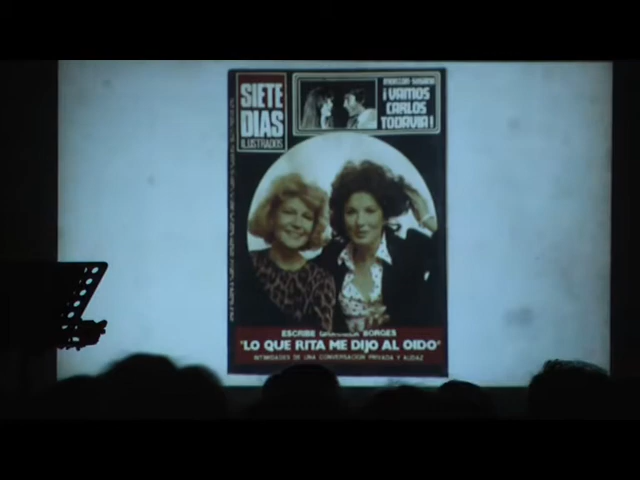 SIETE
DIAS
ILUSTRADOS
¡VAMOS
CARLOS
TODAVIA!
ESCRIBE GRACIELA BORGES
"LO QUE RITA ME DIJO AL OIDO"
INTIMIDADES DE UNA CONVERSACION PRIVADA Y AUDAZ